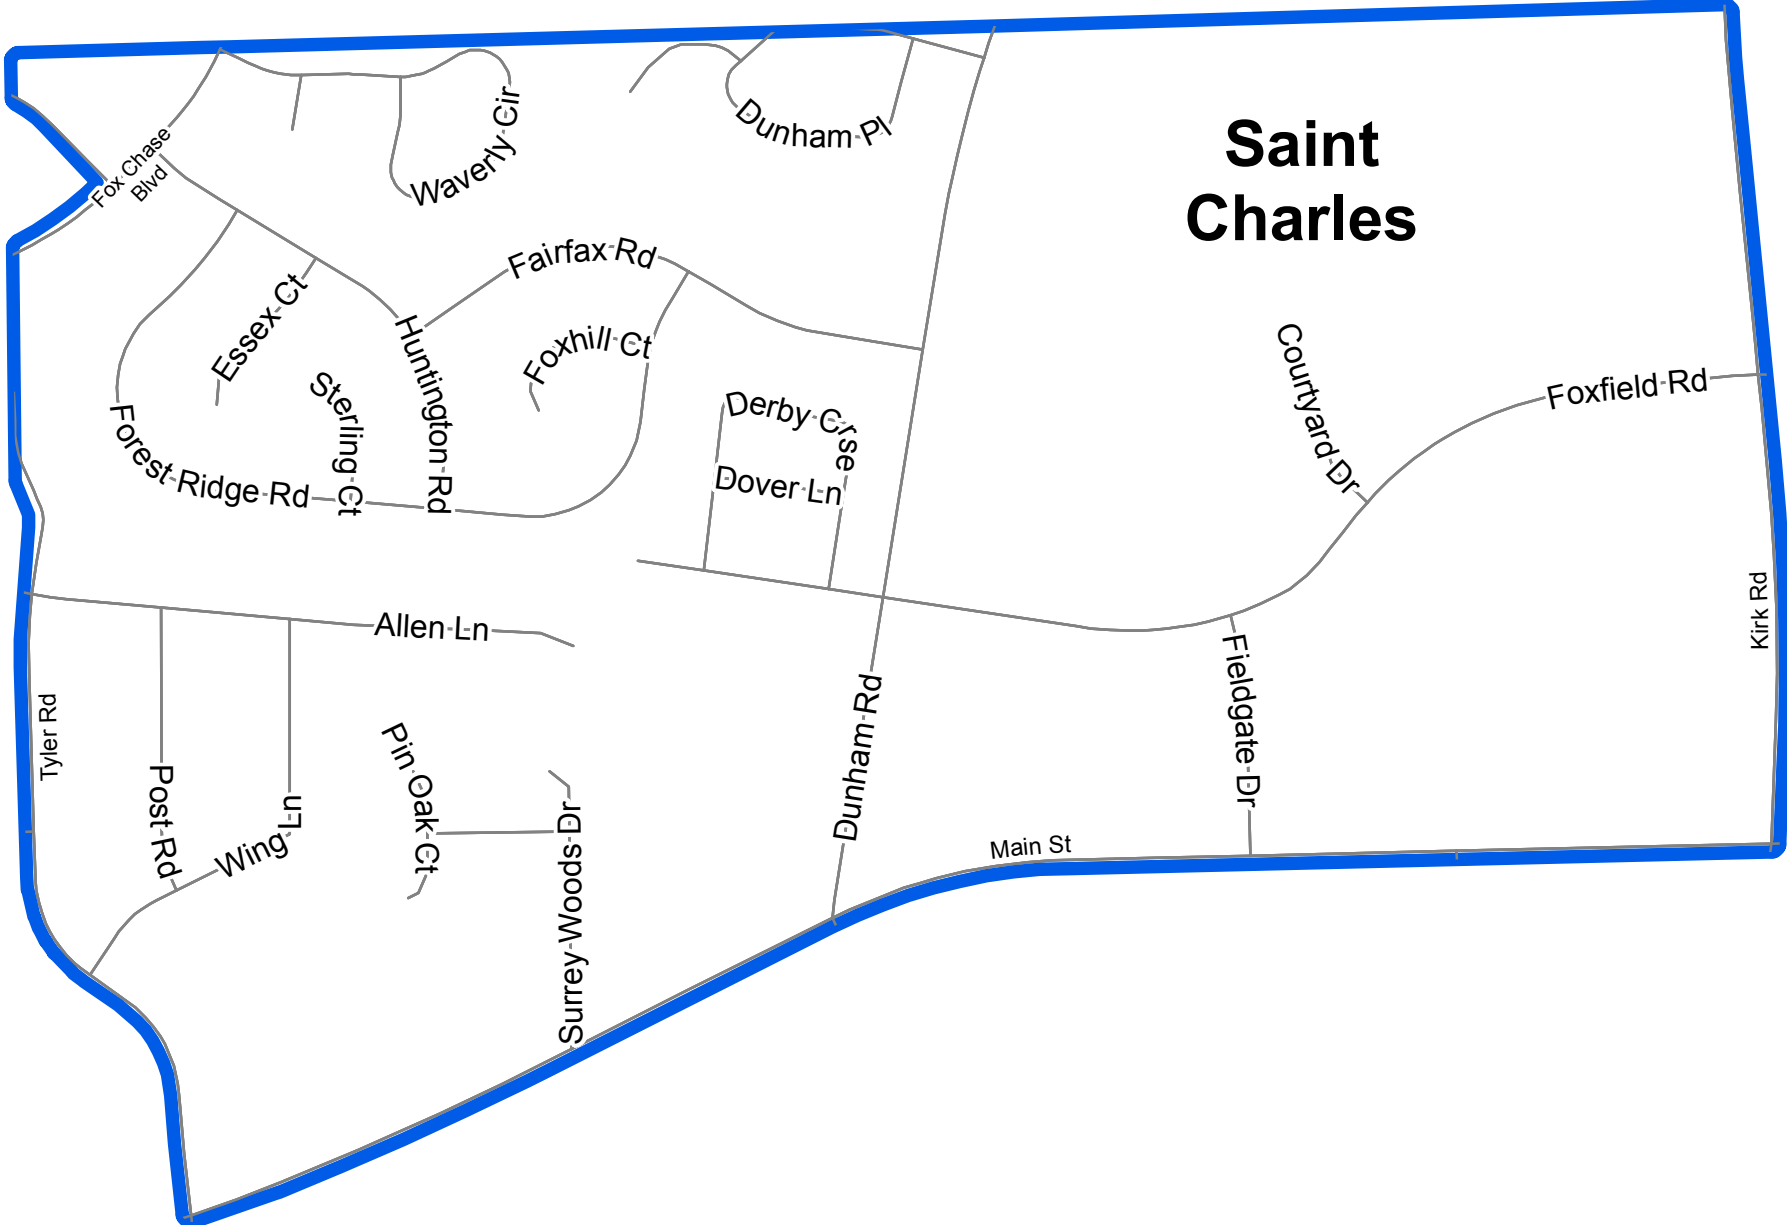 Saint
Charles
Waverly Cir
Dunham Pl
Fox Chase
Blvd
Fairfax Rd
Essex Ct
Huntington Rd
Foxhill Ct
Sterling Ct
Forest Ridge Rd
Derby Crse
Dover Ln
Courtyard Dr
Foxfield Rd
Allen Ln
Kirk Rd
Tyler Rd
Fieldgate Dr
Dunham Rd
Post Rd
Wing Ln
Pin Oak Ct
Surrey Woods Dr
Main St